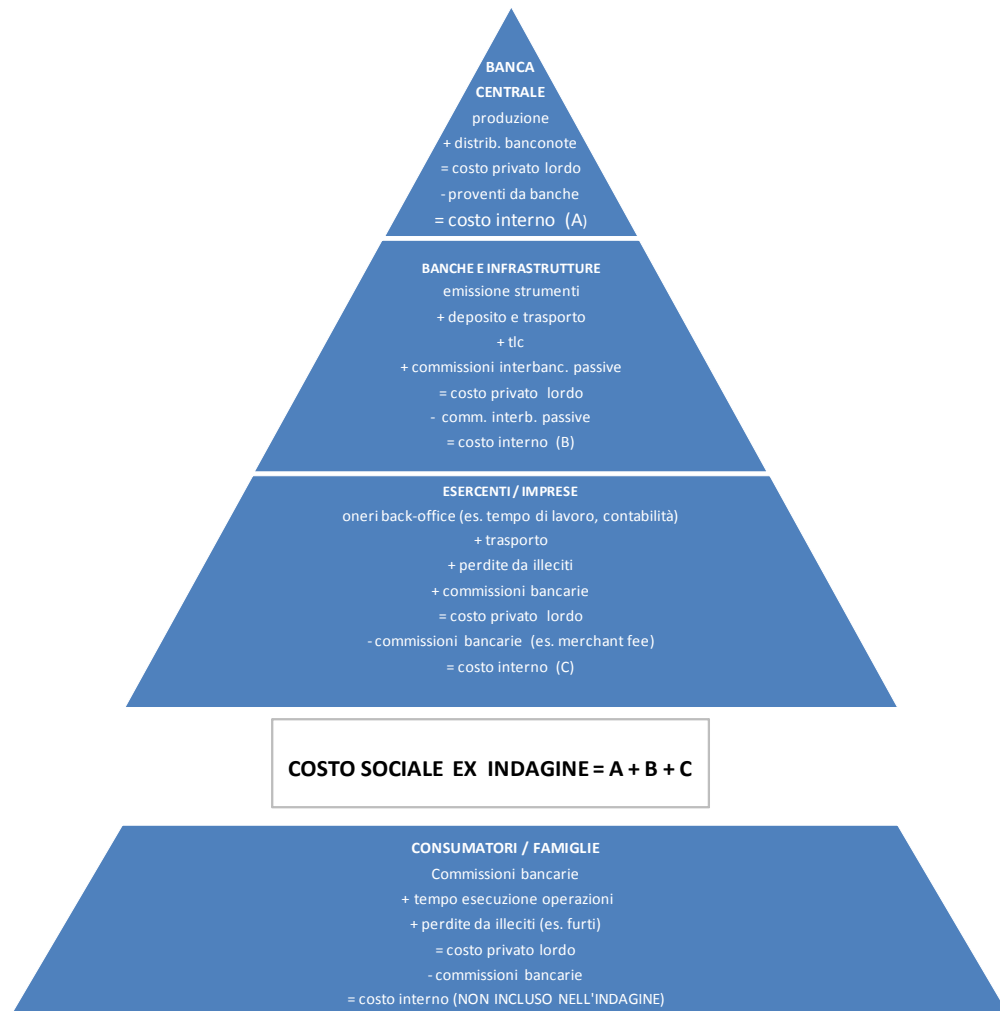 BANCA
CENTRALE
produzione
+ distrib. banconote
= costo privato lordo
- proventi da banche
= costo interno (A)
BANCHE E INFRASTRUTTURE
emissione strumenti
+ deposito e trasporto
+ tlc
+ commissioni interbanc. passive
= costo privato lordo
- comm. interb. passive
= costo interno (B)
ESERCENTI / IMPRESE
oneri back-office (es. tempo di lavoro, contabilità)
+ trasporto
+ perdite da illeciti
+ commissioni bancarie
= costo privato lordo
- commissioni bancarie (es. merchant fee)
= costo interno (C)
COSTO SOCIALE EX INDAGINE = A + B + C
CONSUMATORI / FAMIGLIE
Commissioni bancarie
+ tempo esecuzione operazioni
+ perdite da illeciti (es. furti)
= costo privato lordo
- commissioni bancarie
= costo interno (NON INCLUSO NELL'INDAGINE)